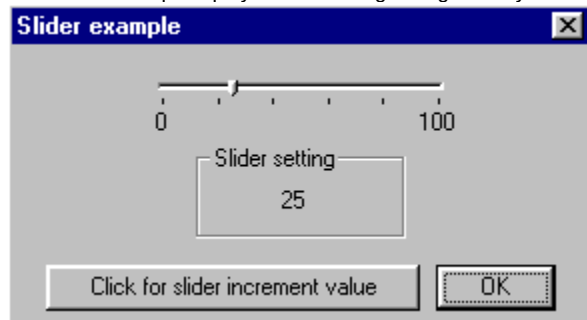 Slider example
0 100
Slider setting
25
Click for slider increment value OK